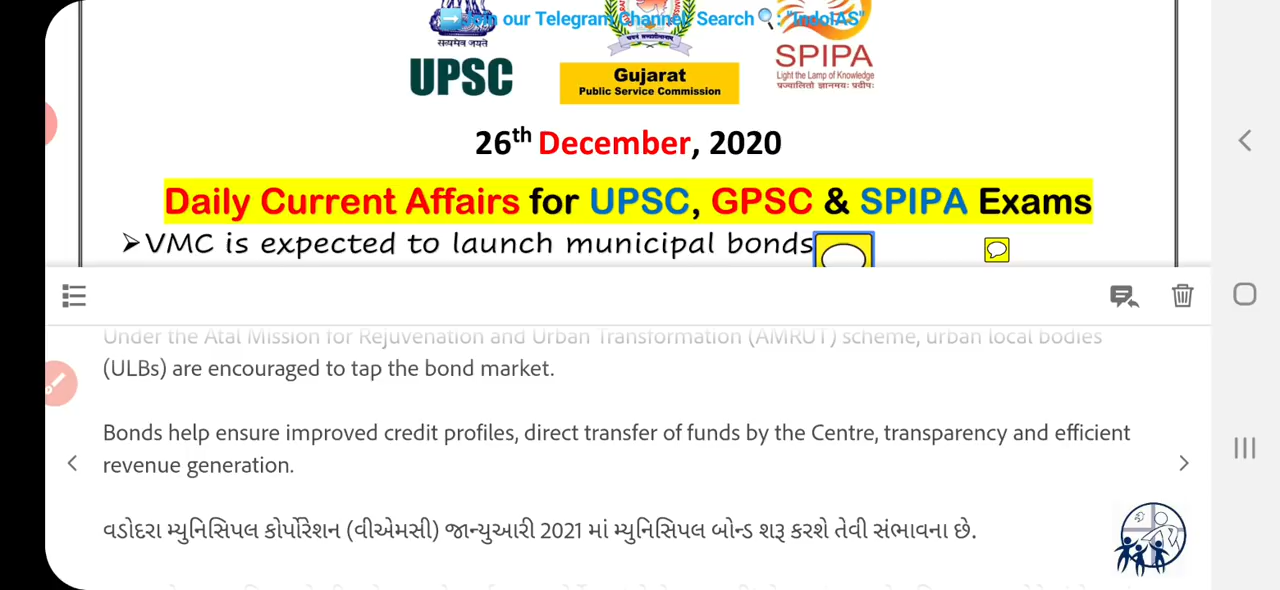 ➡️Join our Telegram Channel, Search🔍: "IndoIAS"
सत्यमेव जयते
UPSC
Gujarat
Public Service Commission
SPIPA
Light the Lamp of Knowledge
प्रज्वालितो ज्ञानमयः प्रदीपः
26th December, 2020
Daily Current Affairs for UPSC, GPSC & SPIPA Exams
➢VMC is expected to launch municipal bonds
Under the Atal Mission for Rejuvenation and Urban Transformation (AMRUT) scheme, urban local bodies
(ULBs) are encouraged to tap the bond market.
Bonds help ensure improved credit profiles, direct transfer of funds by the Centre, transparency and efficient
revenue generation.
વડોદરા મ્યુનિસિપલ કોર્પોરેશન (વીએમસી) જાન્યુઆરી 2021 માં મ્યુનિસિપલ બોન્ડ શરૂ કરશે તેવી સંભાવના છે.